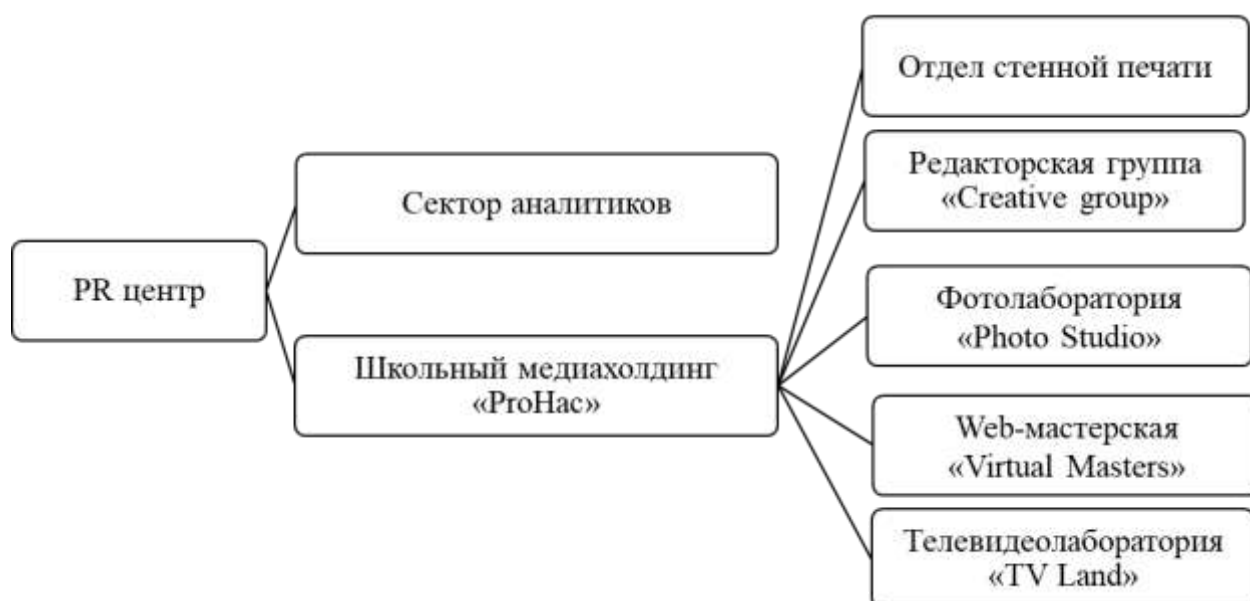 PR центр
Сектор аналитиков
Школьный медиахолдинг
«ProНас»
Отдел стенной печати
Редакторская группа
«Creative group»
Фотолаборатория
«Photo Studio»
Web-мастерская
«Virtual Masters»
Телевидеолаборатория
«TV Land»